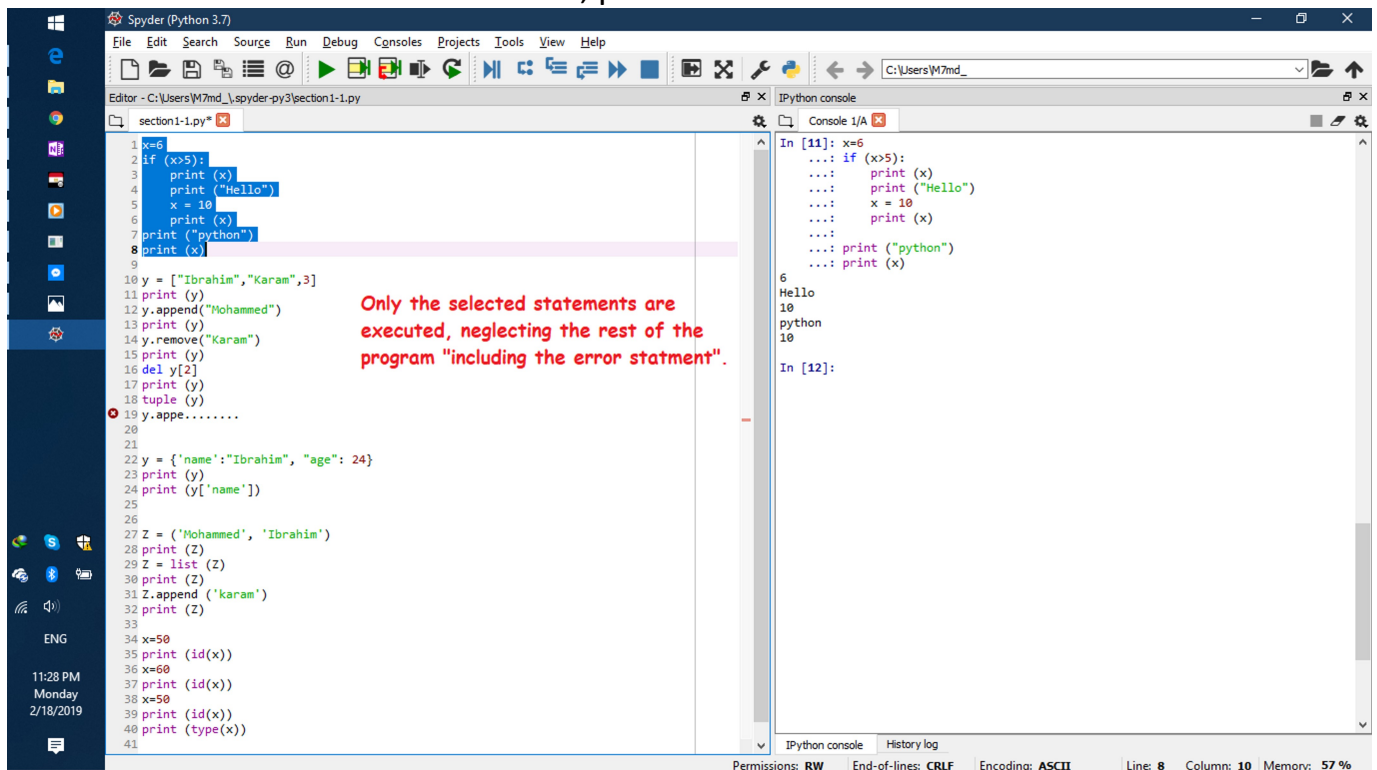 Spyder (Python 3.7)
File Edit Search Source Run Debug Consoles Projects Tools View Help
C:\Users\M7md_
Editor - C:\Users\M7md_\.spyder-py3\section1-1.py
section1-1.py*
1 x=6
2 if (x>5):
3     print (x)
4     print ("Hello")
5     x = 10
6     print (x)
7 print ("python")
8 print (x)
9
10 y = ["Ibrahim","Karam",3]
11 print (y)
12 y.append("Mohammed")
13 print (y)
14 y.remove("Karam")
15 print (y)
16 del y[2]
17 print (y)
18 tuple (y)
19 y.appe........
20
21
22 y = {'name':"Ibrahim", "age": 24}
23 print (y)
24 print (y['name'])
25
26
27 Z = ('Mohammed', 'Ibrahim')
28 print (Z)
29 Z = list (Z)
30 print (Z)
31 Z.append ('karam')
32 print (Z)
33
34 x=50
35 print (id(x))
36 x=60
37 print (id(x))
38 x=50
39 print (id(x))
40 print (type(x))
41
Only the selected statements are
executed, neglecting the rest of the
program "including the error statment".
IPython console
Console 1/A
In [11]: x=6
...: if (x>5):
...:     print (x)
...:     print ("Hello")
...:     x = 10
...:     print (x)
...:
...: print ("python")
...: print (x)
6
Hello
10
python
10
In [12]:
IPython console History log
Permissions: RW End-of-lines: CRLF Encoding: ASCII Line: 8 Column: 10 Memory: 57 %
ENG
11:28 PM
Monday
2/18/2019